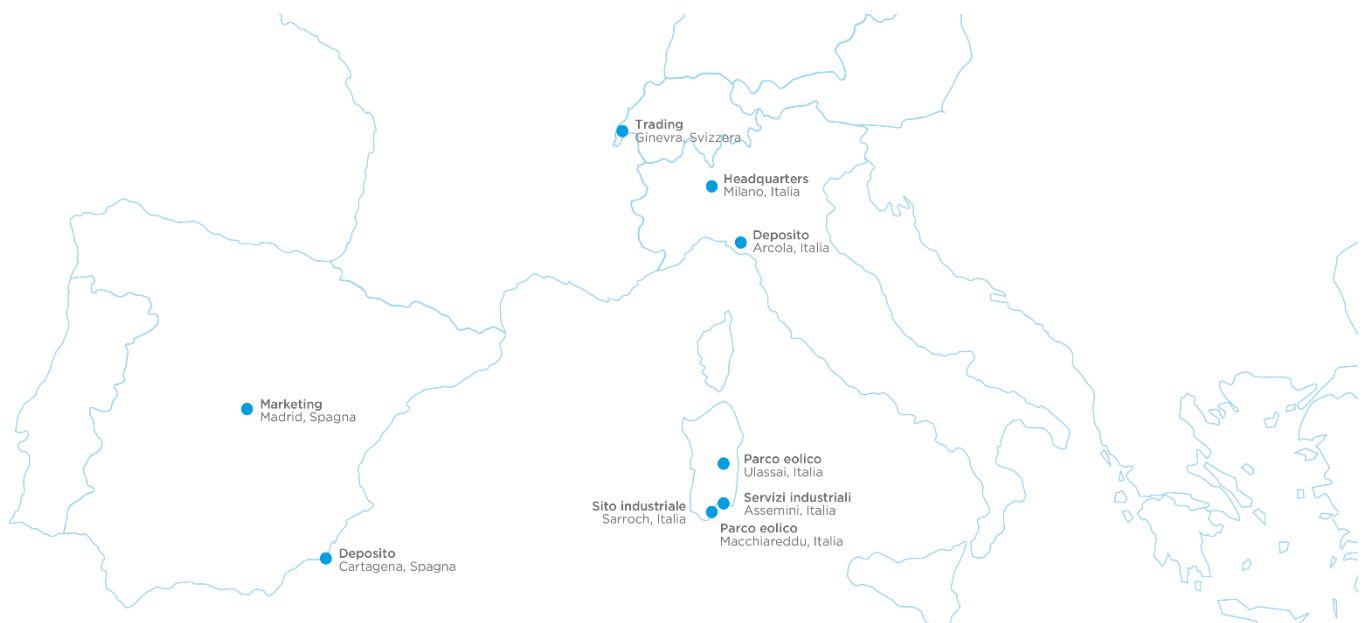 Trading
Ginevra, Svizzera
Headquarters
Milano, Italia
Deposito
Arcola, Italia
Marketing
Madrid, Spagna
Parco eolico
Ulassai, Italia
Servizi industriali
Assemini, Italia
Sito industriale
Sarroch, Italia
Parco eolico
Macchiareddu, Italia
Deposito
Cartagena, Spagna